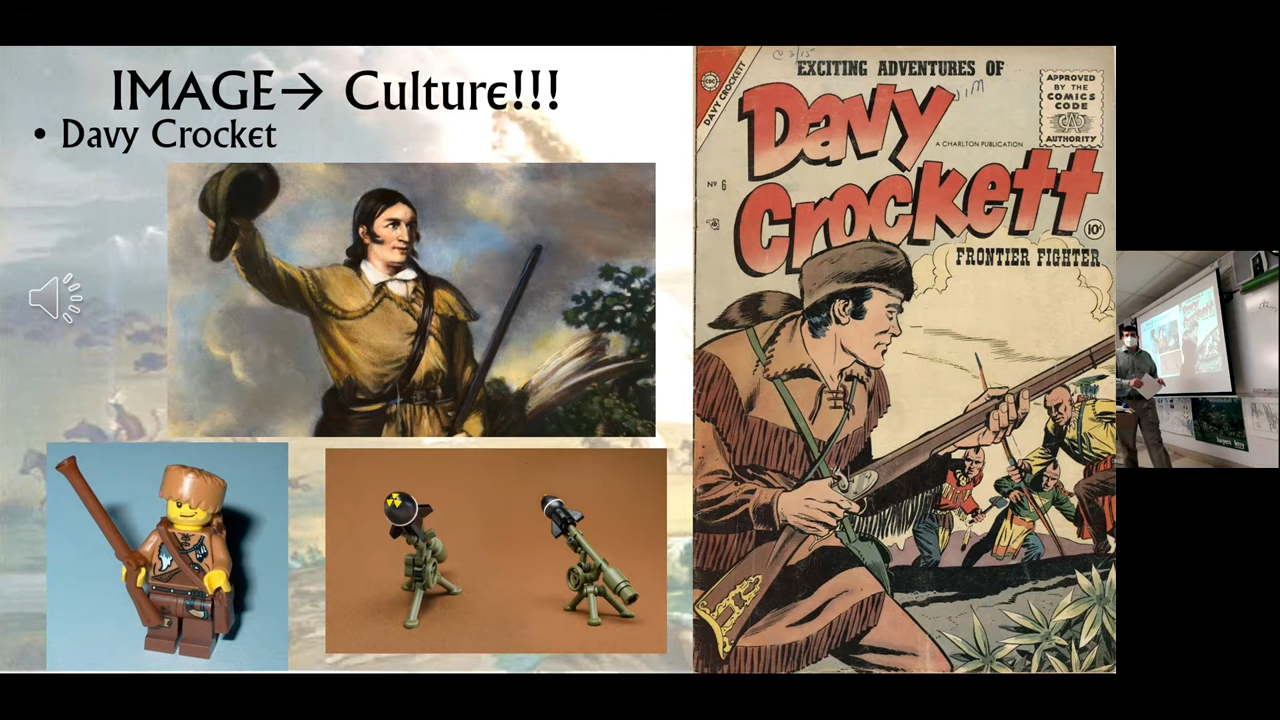 IMAGE→ Culture!!!
• Davy Crocket
DAVY CROCKETT
EXCITING ADVENTURES OF
Davy
Crockett
A CHARLTON PUBLICATION
APPROVED
BY THE
COMICS
CODE
CA
AUTHORITY
Nº 6
10¢
FRONTIER FIGHTER